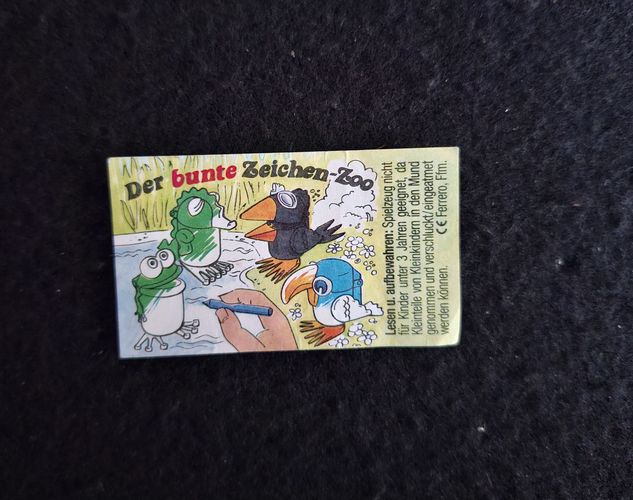 Der bunte Zeichen-Zoo
Lesen u. aufbewahren: Spielzeug nicht
für Kinder unter 3 Jahren geeignet, da
Kleinteile von Kleinkindern in den Mund
genommen und verschluckt/eingeatmet
werden können. CE Ferrero, Ffm.